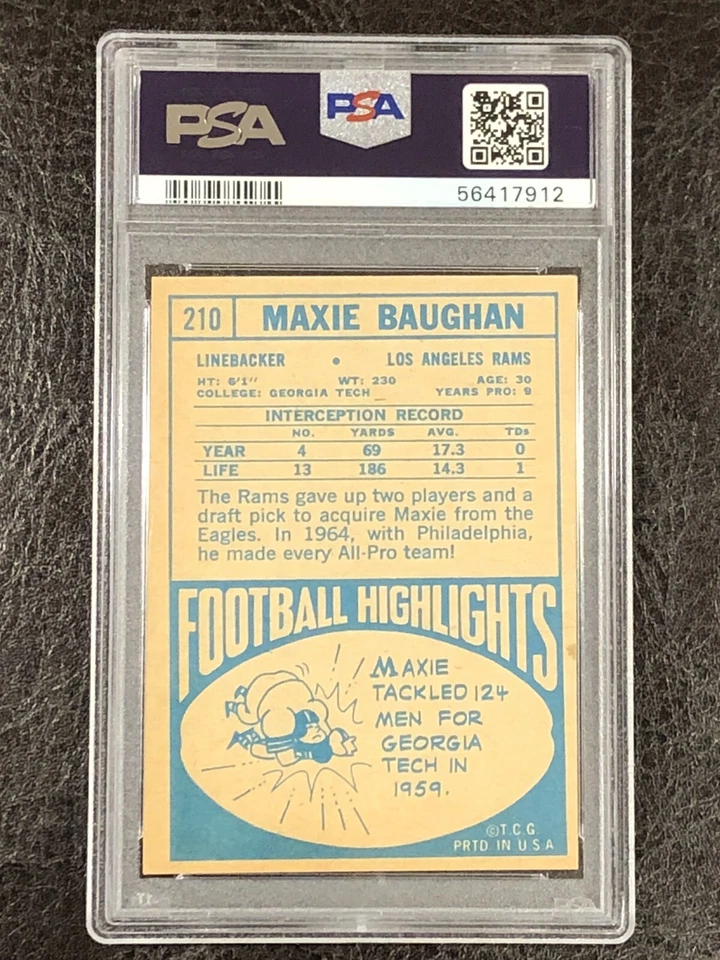 PSA
PSA
56417912
210 MAXIE BAUGHAN
LINEBACKER • LOS ANGELES RAMS
HT: 6'1" WT: 230 AGE: 30
COLLEGE: GEORGIA TECH YEARS PRO: 9
INTERCEPTION RECORD
NO. YARDS AVG. TDs
YEAR 4 69 17.3 0
LIFE 13 186 14.3 1
The Rams gave up two players and a
draft pick to acquire Maxie from the
Eagles. In 1964, with Philadelphia,
he made every All-Pro team!
FOOTBALL HIGHLIGHTS
MAXIE
TACKLED 124
MEN FOR
GEORGIA
TECH IN
1959.
©T.C.G
PRTD IN U.S.A